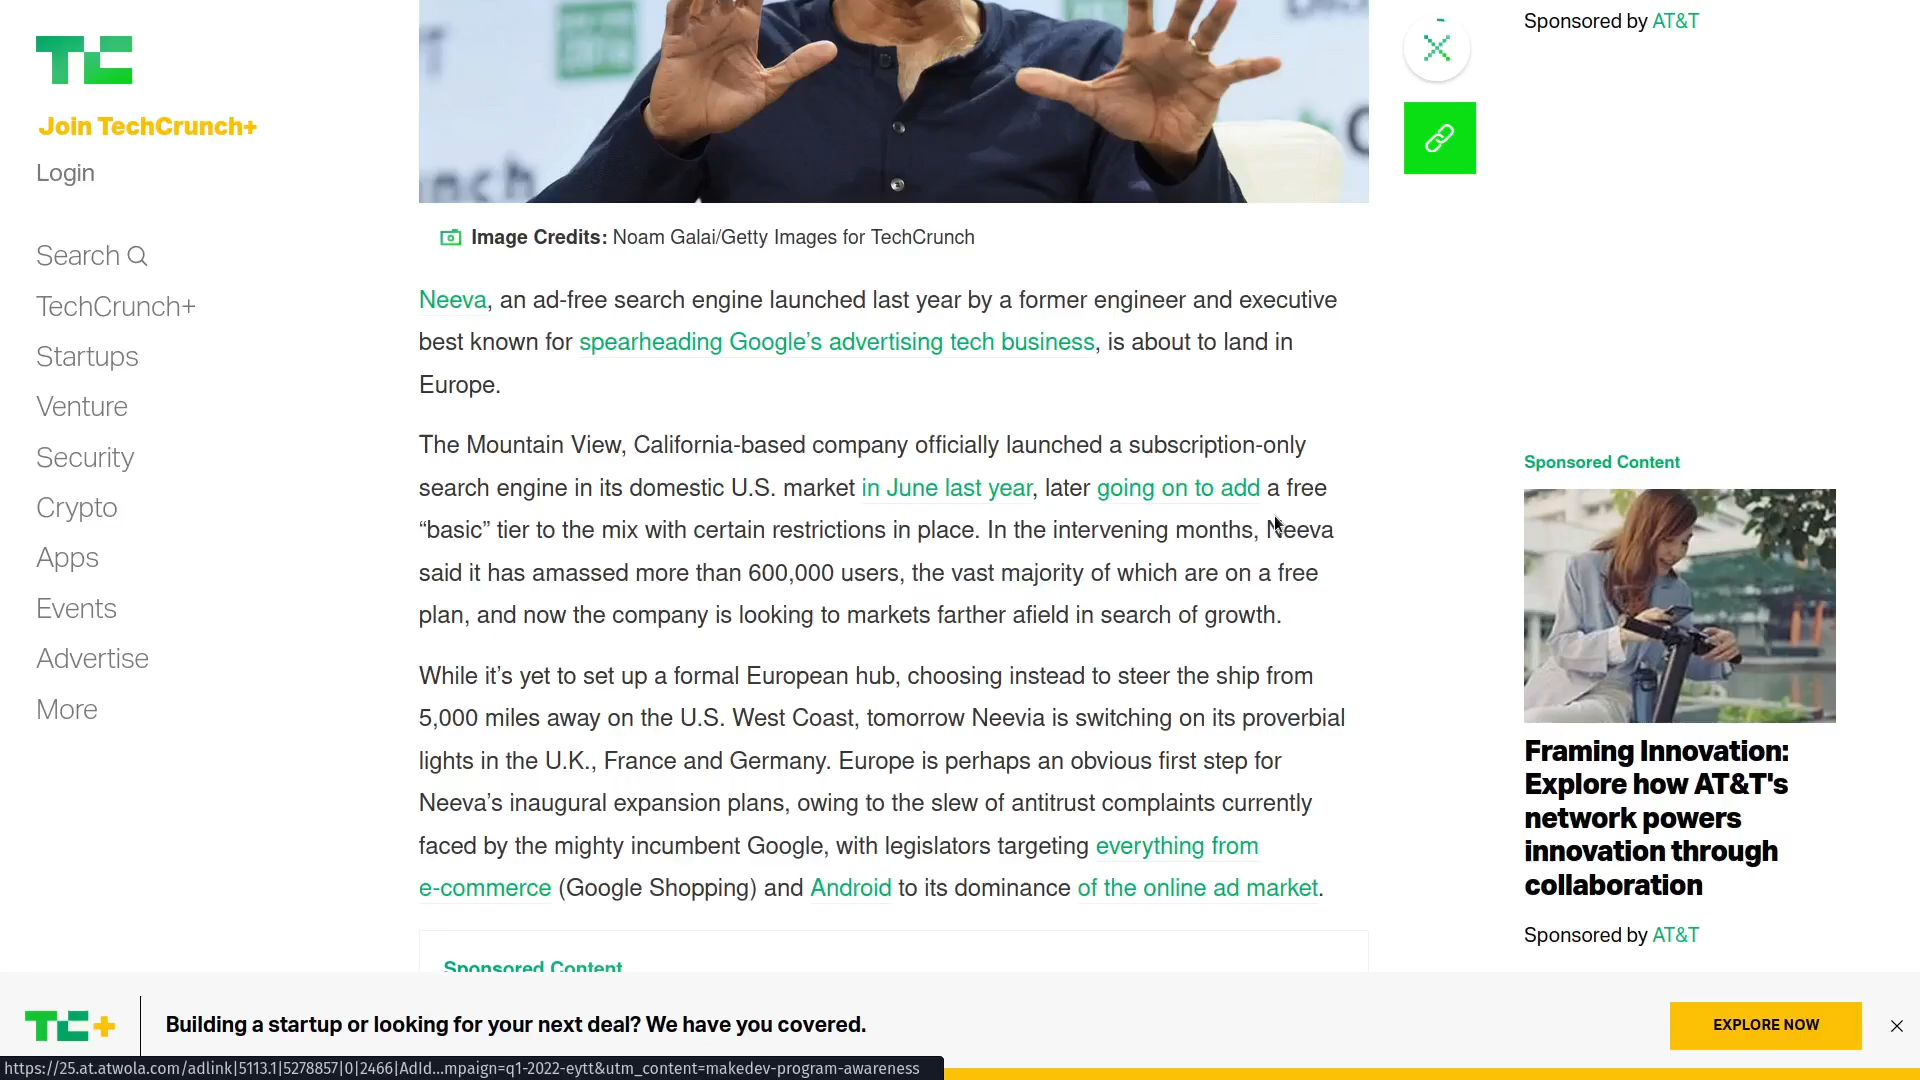 Sponsored by AT&T
TC
Join TechCrunch+
Login
Search
TechCrunch+
Startups
Venture
Security
Crypto
Apps
Events
Advertise
More
Image Credits: Noam Galai/Getty Images for TechCrunch
Neeva, an ad-free search engine launched last year by a former engineer and executive
best known for spearheading Google’s advertising tech business, is about to land in
Europe.
The Mountain View, California-based company officially launched a subscription-only
search engine in its domestic U.S. market in June last year, later going on to add a free
“basic” tier to the mix with certain restrictions in place. In the intervening months, Neeva
said it has amassed more than 600,000 users, the vast majority of which are on a free
plan, and now the company is looking to markets farther afield in search of growth.
While it’s yet to set up a formal European hub, choosing instead to steer the ship from
5,000 miles away on the U.S. West Coast, tomorrow Neevia is switching on its proverbial
lights in the U.K., France and Germany. Europe is perhaps an obvious first step for
Neeva’s inaugural expansion plans, owing to the slew of antitrust complaints currently
faced by the mighty incumbent Google, with legislators targeting everything from
e-commerce (Google Shopping) and Android to its dominance of the online ad market.
Sponsored Content
Sponsored Content
Framing Innovation:
Explore how AT&T's
network powers
innovation through
collaboration
Sponsored by AT&T
TC+
Building a startup or looking for your next deal? We have you covered.
EXPLORE NOW
https://25.at.atwola.com/adlink|5113.1|5278857|0|2466|AdId...mpaign=q1-2022-eytt&utm_content=makedev-program-awareness